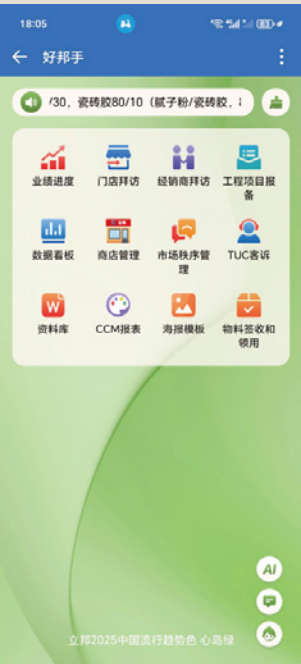 18:05
好邦手
/30，瓷砖胶80/10（腻子粉/瓷砖胶，
业绩进度 门店拜访 经销商拜访 工程项目报
备
数据看板 商店管理 市场秩序管 TUC客诉
理
W
资料库 CCM报表 海报模板 物料签收和
领用
AI
立邦2025中国流行趋势色 心岛绿